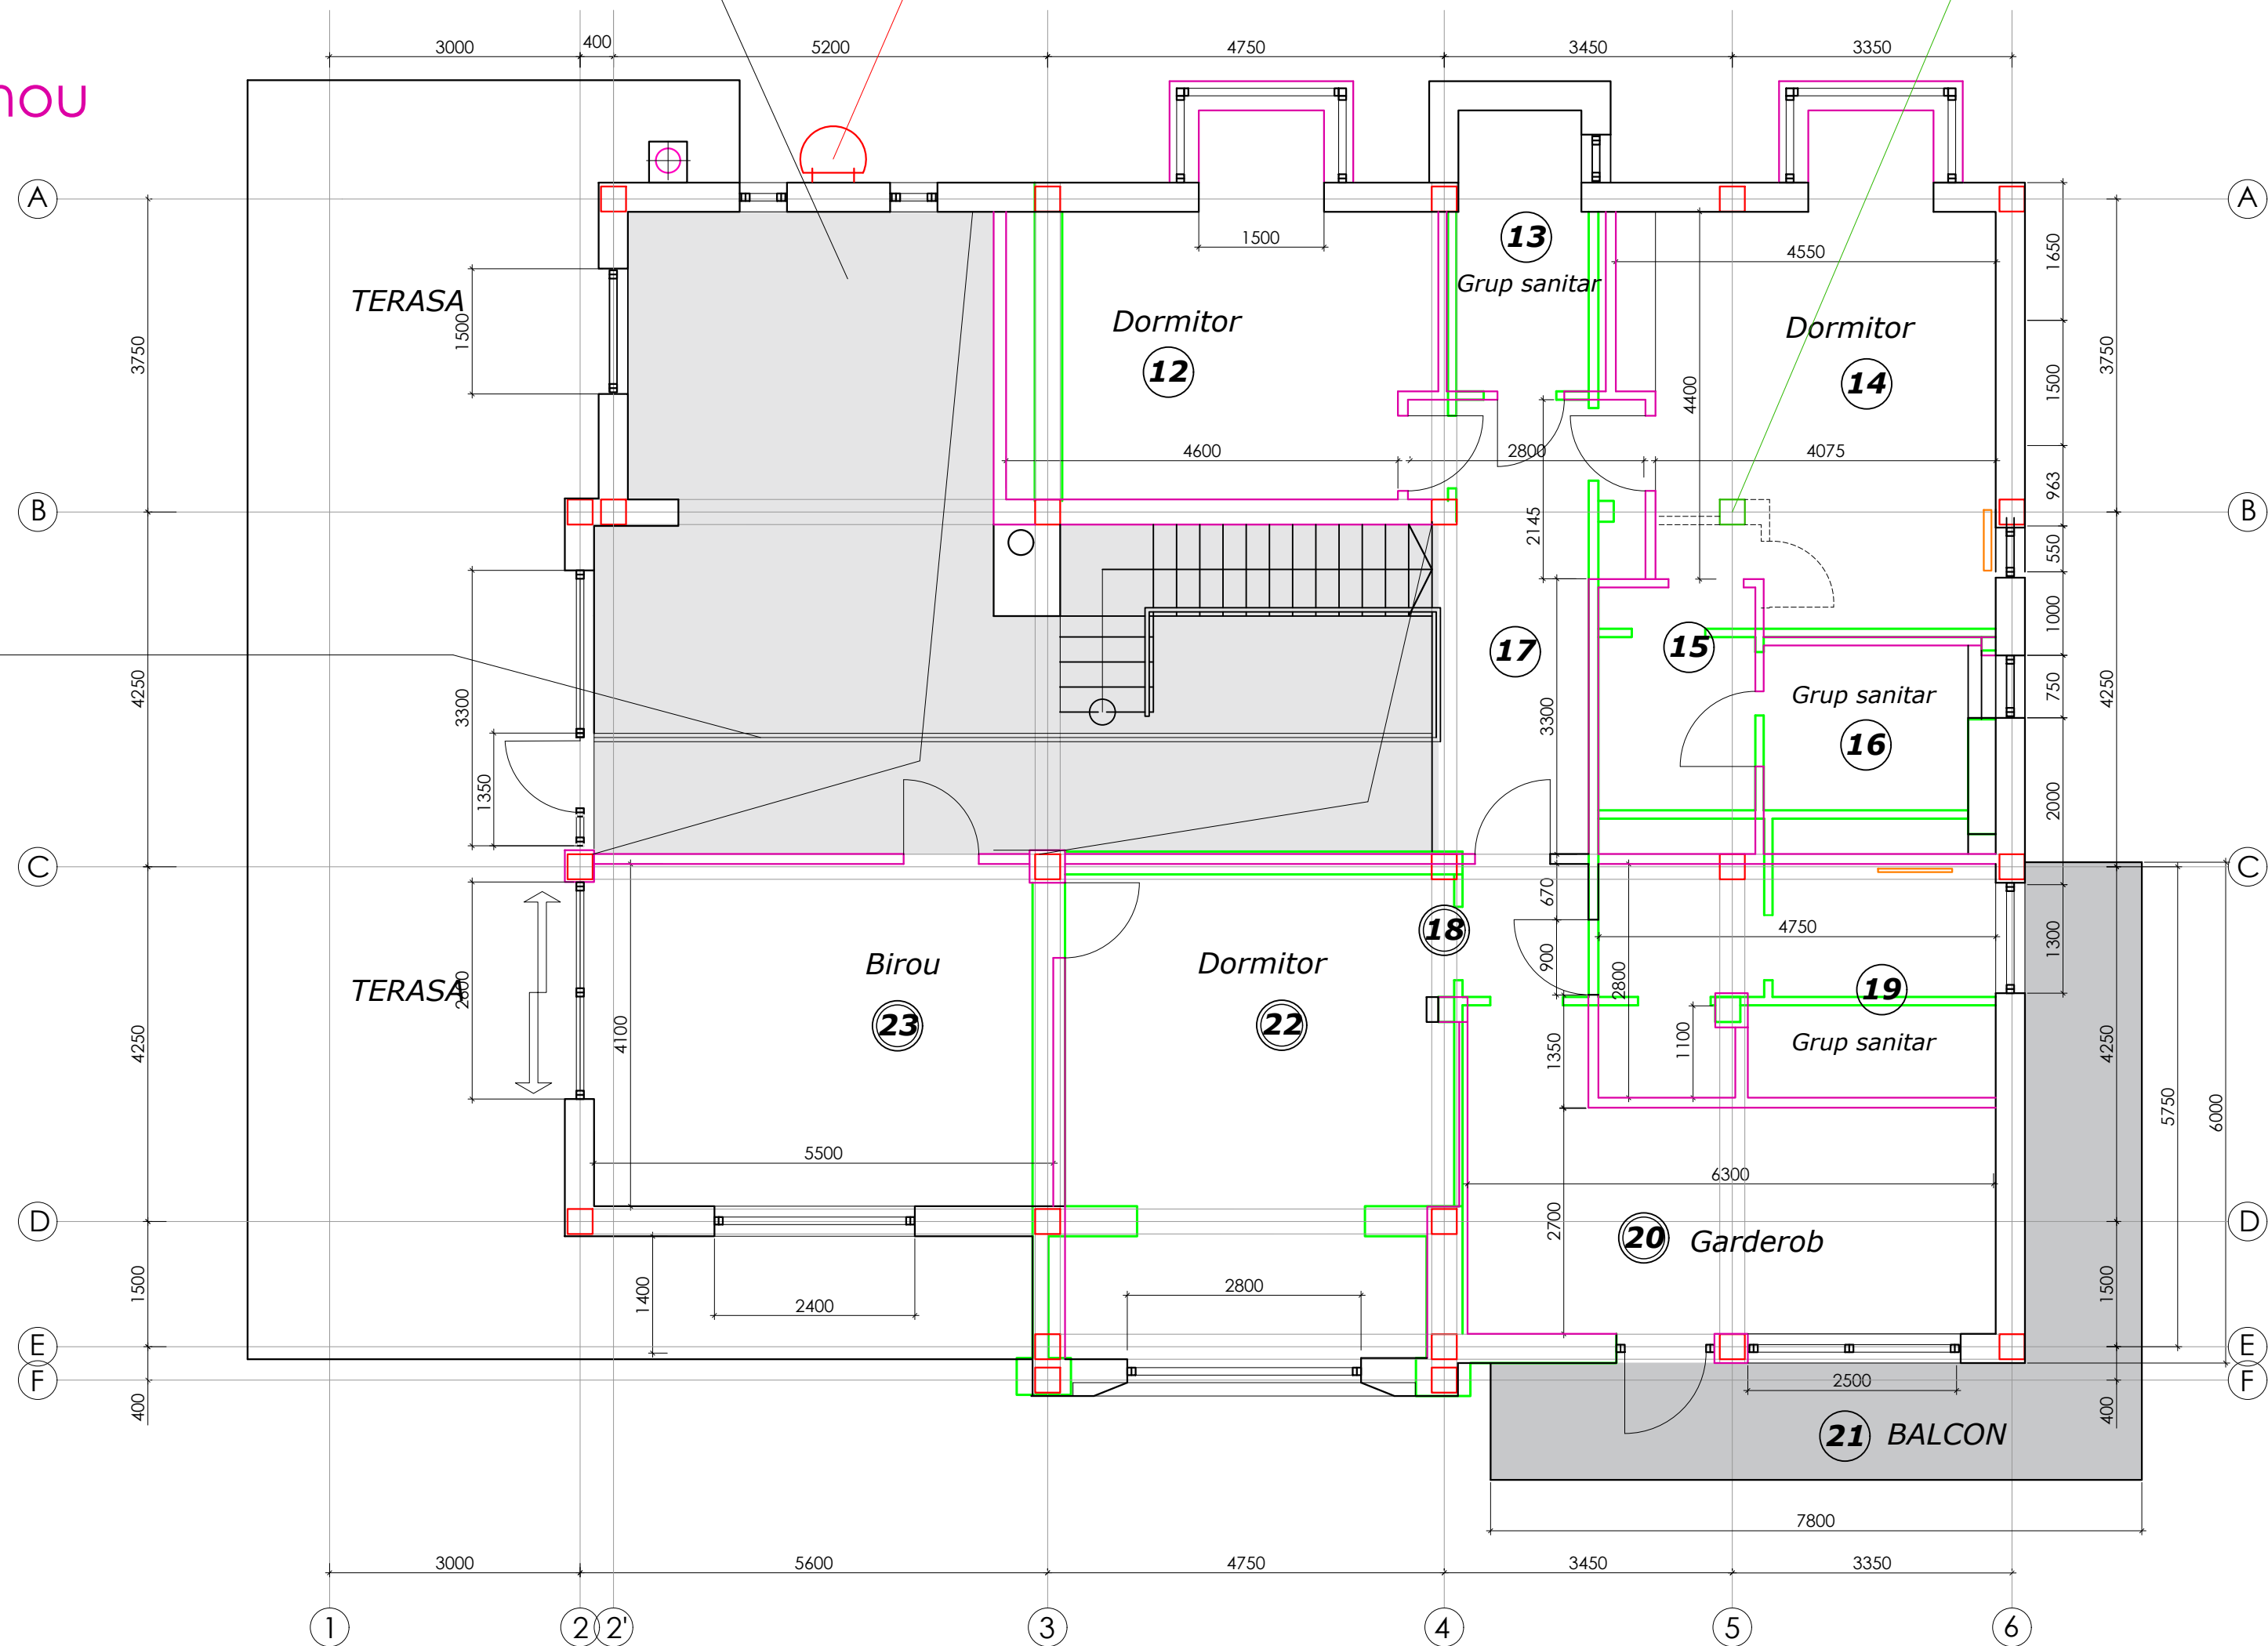 3000 400 5200 4750 3450 3350
nou
A A
13
1500 4550 1650
Grup sanitar
TERASA
1500
Dormitor Dormitor
3750 3750
12 14
4400 1500
4600 2800 4075
963
B B
2145
550
1000
17 15
4250 3300 3300 Grup sanitar 750 4250
16
1350 2000
C C
670
18 4750 1300
Birou Dormitor
900 2800
TERASA 2600 19
23 22
4250 4100 1350 1100 Grup sanitar 4250
5750 6000
5500 6300
D D
2700
20 Garderob
1500 1400 2400 2800 1500
E E
F F
400 2500 400
21 BALCON
7800
3000 5600 4750 3450 3350
1 2 2' 3 4 5 6